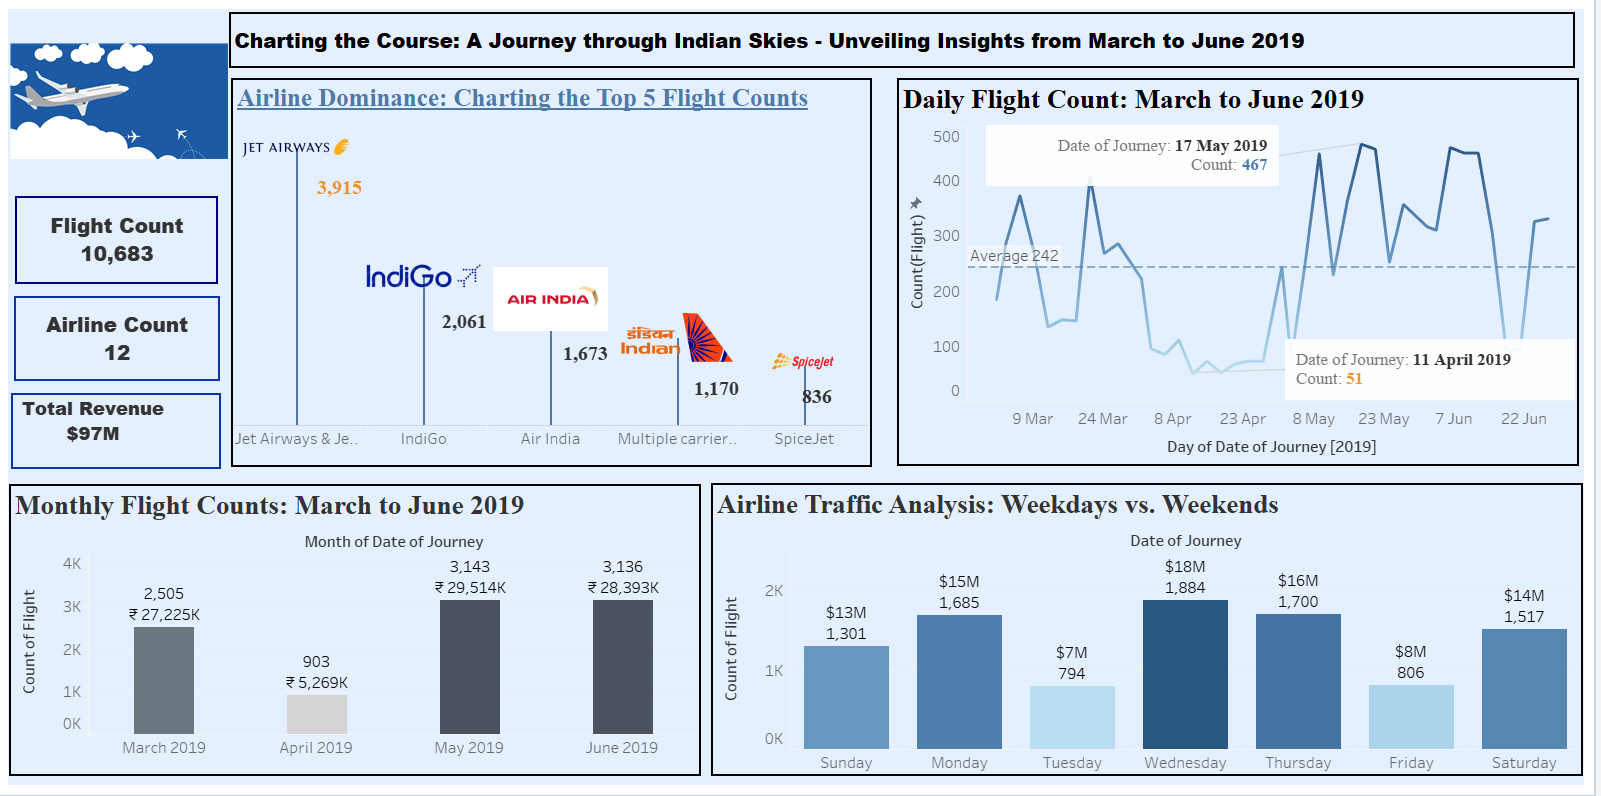 Charting the Course: A Journey through Indian Skies - Unveiling Insights from March to June 2019
Flight Count
10,683
Airline Count
12
Total Revenue
$97M
Airline Dominance: Charting the Top 5 Flight Counts
JET AIRWAYS
3,915
IndiGo
2,061
AIR INDIA
1,673
इंडियन
Indian
1,170
SpiceJet
836
Jet Airways & Je..
IndiGo
Air India
Multiple carrier..
SpiceJet
Daily Flight Count: March to June 2019
Count(Flight)
500
400
300
200
100
0
Date of Journey: 17 May 2019
Count: 467
Average 242
Date of Journey: 11 April 2019
Count: 51
9 Mar
24 Mar
8 Apr
23 Apr
8 May
23 May
7 Jun
22 Jun
Day of Date of Journey [2019]
Monthly Flight Counts: March to June 2019
Month of Date of Journey
Count of Flight
4K
3K
2K
1K
0K
2,505
₹ 27,225K
903
₹ 5,269K
3,143
₹ 29,514K
3,136
₹ 28,393K
March 2019
April 2019
May 2019
June 2019
Airline Traffic Analysis: Weekdays vs. Weekends
Date of Journey
Count of Flight
2K
1K
0K
$13M
1,301
$15M
1,685
$7M
794
$18M
1,884
$16M
1,700
$8M
806
$14M
1,517
Sunday
Monday
Tuesday
Wednesday
Thursday
Friday
Saturday